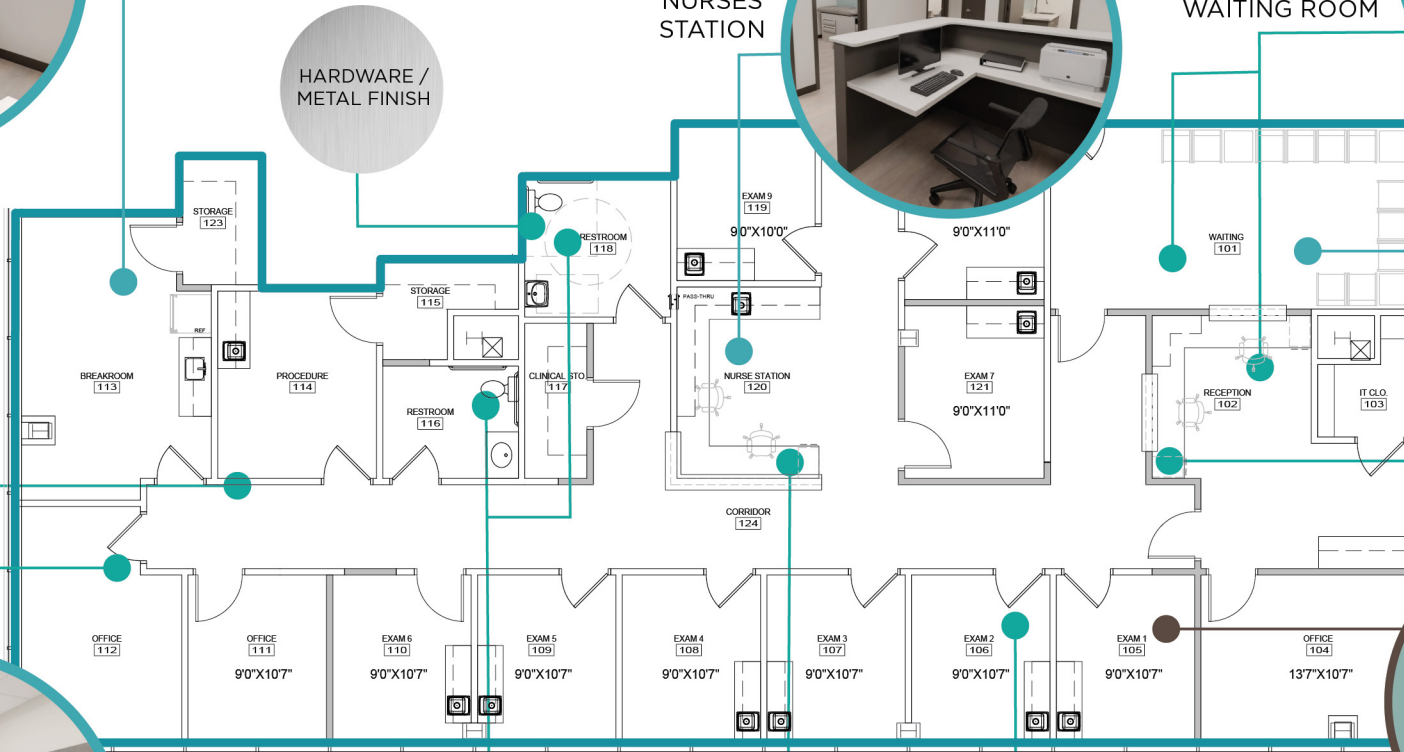 NURSES
STATION
WAITING ROOM
HARDWARE /
METAL FINISH
STORAGE
123
RESTROOM
118
EXAM 9
119
9'0"X10'0"
9'0"X11'0"
WAITING
101
STORAGE
115
PASS-THRU
REF
BREAKROOM
113
PROCEDURE
114
RESTROOM
116
CLINICAL STO.
117
NURSE STATION
120
EXAM 7
121
9'0"X11'0"
RECEPTION
102
IT CLO.
103
CORRIDOR
124
OFFICE
112
OFFICE
111
9'0"X10'7"
EXAM 6
110
9'0"X10'7"
EXAM 5
109
9'0"X10'7"
EXAM 4
108
9'0"X10'7"
EXAM 3
107
9'0"X10'7"
EXAM 2
106
9'0"X10'7"
EXAM 1
105
9'0"X10'7"
OFFICE
104
13'7"X10'7"